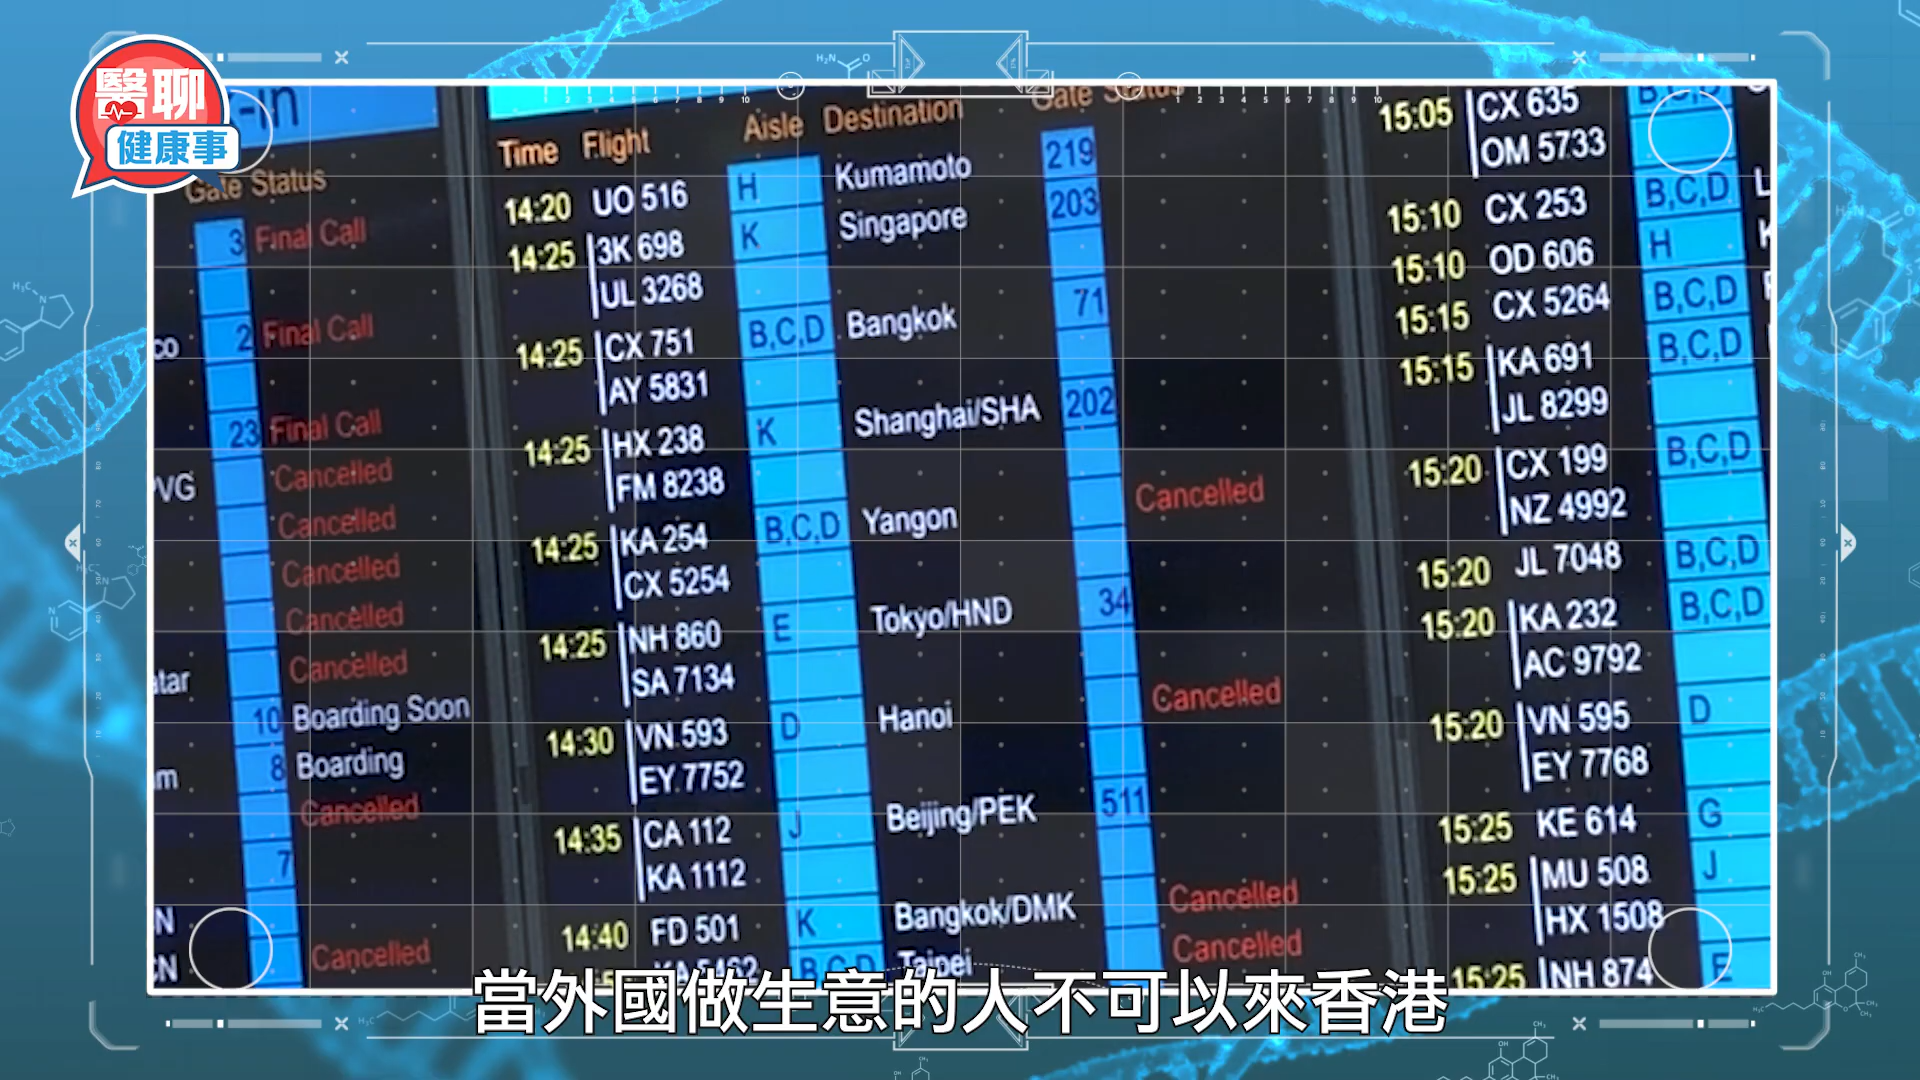 醫聊
健康事
-in
Gate Status
3 Final Call
co 2 Final Call
23 Final Call
Cancelled
PVG Cancelled
Cancelled
Cancelled
atar Cancelled
10 Boarding Soon
m 8 Boarding
Cancelled
7
N
CN Cancelled
Time Flight Aisle Destination Gate Status
14:20 UO 516 H Kumamoto 219
14:25 3K 698 K Singapore 203
UL 3268
14:25 CX 751 B,C,D Bangkok 71
AY 5831
14:25 HX 238 K Shanghai/SHA 202
FM 8238
14:25 KA 254 B,C,D Yangon Cancelled
CX 5254
14:25 NH 860 E Tokyo/HND 34
SA 7134
14:30 VN 593 D Hanoi Cancelled
EY 7752
14:35 CA 112 J Beijing/PEK 511
KA 1112
14:40 FD 501 K Bangkok/DMK Cancelled
KA 5462 B,C,D Taipei Cancelled
15:05 CX 635 B,C,D
OM 5733
15:10 CX 253 B,C,D
15:10 OD 606 H
15:15 CX 5264 B,C,D
15:15 KA 691 B,C,D
JL 8299
15:20 CX 199 B,C,D
NZ 4992
15:20 JL 7048 B,C,D
15:20 KA 232 B,C,D
AC 9792
15:20 VN 595 D
EY 7768
15:25 KE 614 G
15:25 MU 508 J
HX 1508
15:25 NH 874 E
當外國做生意的人不可以來香港